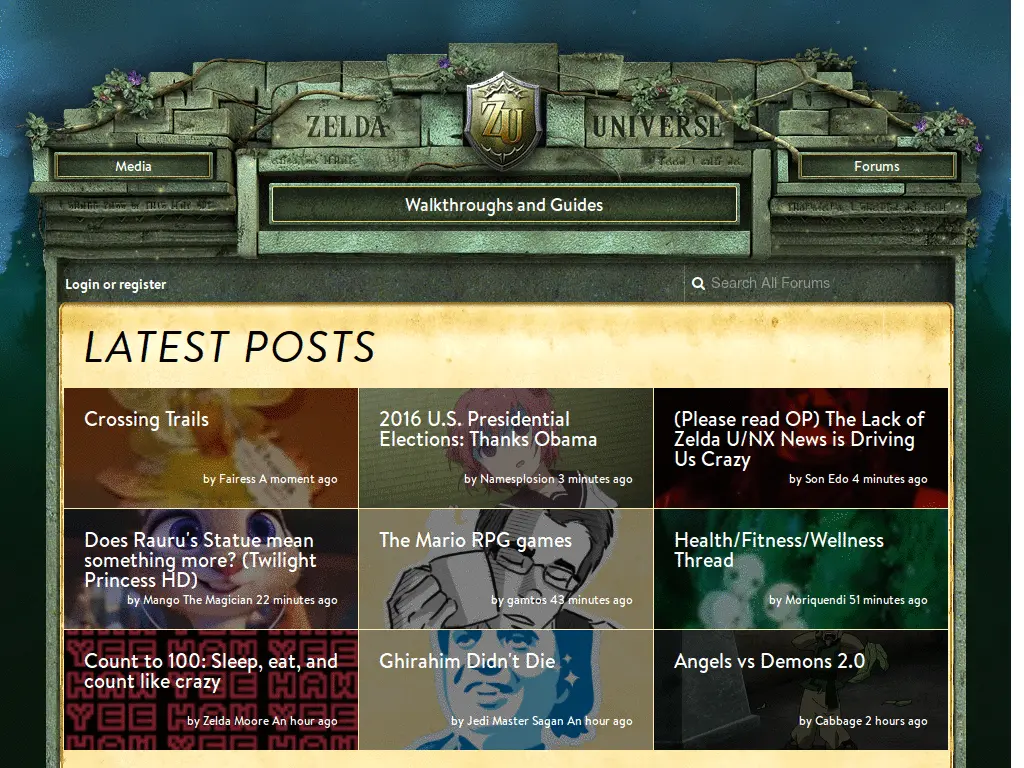 ZELDA UNIVERSE
ZU
Media
Forums
Walkthroughs and Guides
Login or register
Search All Forums
LATEST POSTS
Crossing Trails
by Fairess A moment ago
2016 U.S. Presidential
Elections: Thanks Obama
by Namesplosion 3 minutes ago
(Please read OP) The Lack of
Zelda U/NX News is Driving
Us Crazy
by Son Edo 4 minutes ago
Does Rauru's Statue mean
something more? (Twilight
Princess HD)
by Mango The Magician 22 minutes ago
The Mario RPG games
by gamtos 43 minutes ago
Health/Fitness/Wellness
Thread
by Moriquendi 51 minutes ago
Count to 100: Sleep, eat, and
count like crazy
by Zelda Moore An hour ago
Ghirahim Didn't Die
by Jedi Master Sagan An hour ago
Angels vs Demons 2.0
by Cabbage 2 hours ago